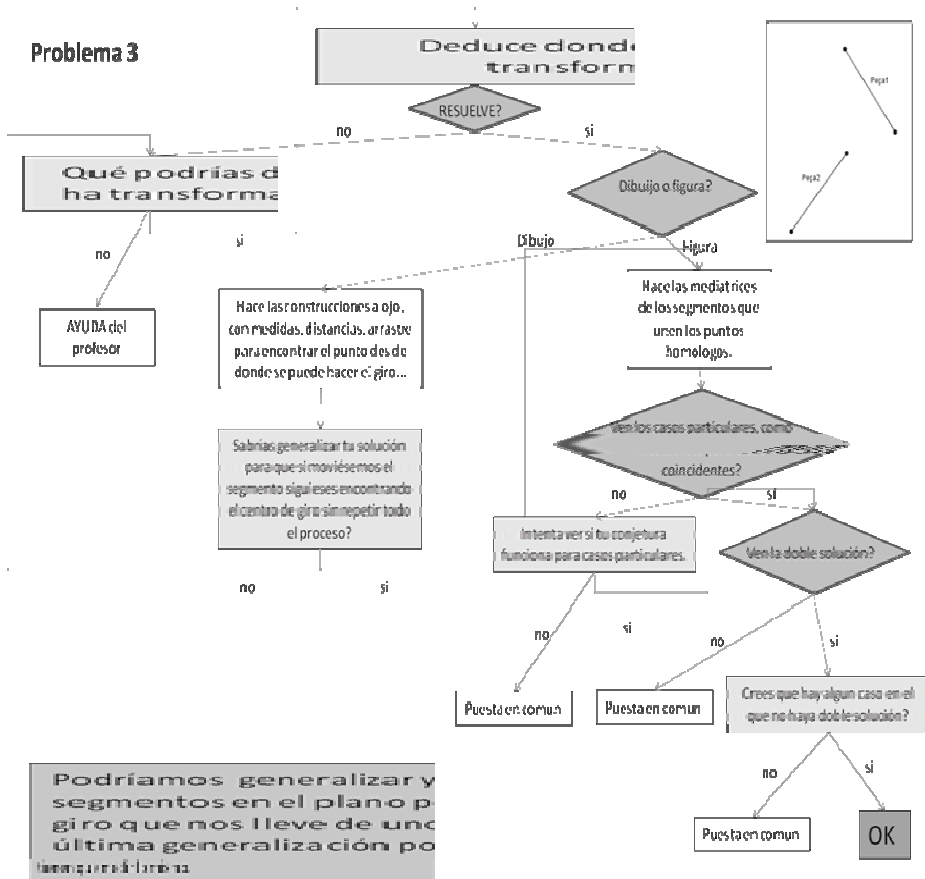 Problema 3
Deduce donde
transform
RESUELVE?
no
si
Peça1
Peça2
Qué podrías d
ha transforma
Dibuijo o figura?
no
si
Dibujo
Figura
AYUDA del
profesor
Hace las construcciones a ojo,
con medidas, distancias, arrastre
para encontrar el punto desde
donde se puede hacer el giro...
Hace las mediatrices
de los segmentos que
unen los puntos
homologos.
Sabrías generalizar tu solución
para que si moviésemos el
segmento siguieses encontrando
el centro de giro sin repetir todo
el proceso?
no
si
Ven los casos particulares, como
coincidentes?
no
si
Intenta ver si tu conjetura
funciona para casos particulares.
Ven la doble solución?
no
si
no
si
Puesta en comun
Puesta en comun
Crees que hay algun caso en el
que no haya doble solución?
no
si
Puesta en comun
OK
Podríamos generalizar y
segmentos en el plano p
giro que nos lleve de uno
última generalización po